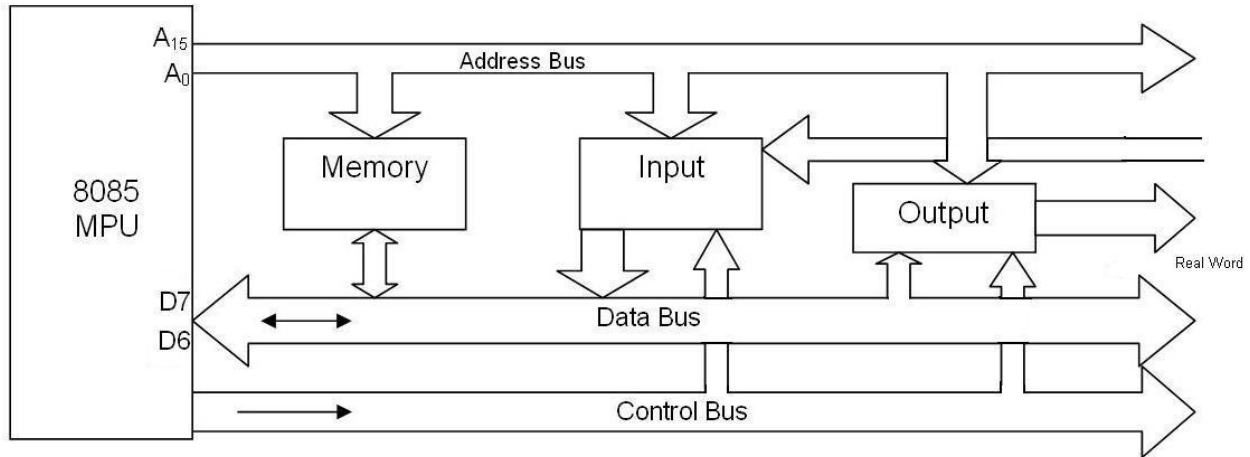 A15
A0
Address Bus
8085
MPU
Memory
Input
Output
Real Word
D7
D6
Data Bus
Control Bus